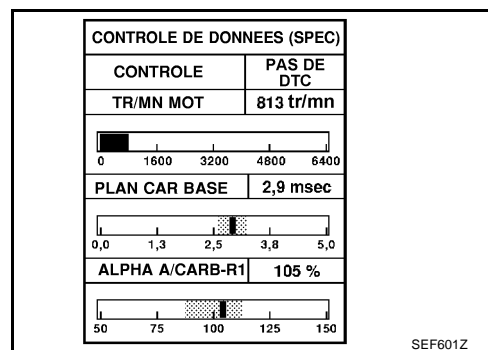 CONTROLE DE DONNEES (SPEC)
CONTROLE PAS DE DTC
TR/MN MOT 813 tr/mn
0 1600 3200 4800 6400
PLAN CAR BASE 2,9 msec
0,0 1,3 2,5 3,8 5,0
ALPHA A/CARB-R1 105 %
50 75 100 125 150
SEF601Z